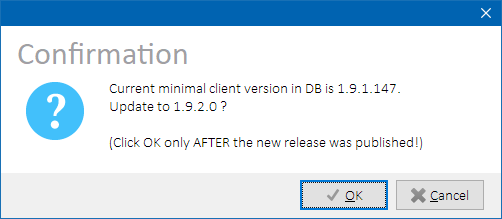 Confirmation
Current minimal client version in DB is 1.9.1.147.
Update to 1.9.2.0 ?
(Click OK only AFTER the new release was published!)
OK
Cancel